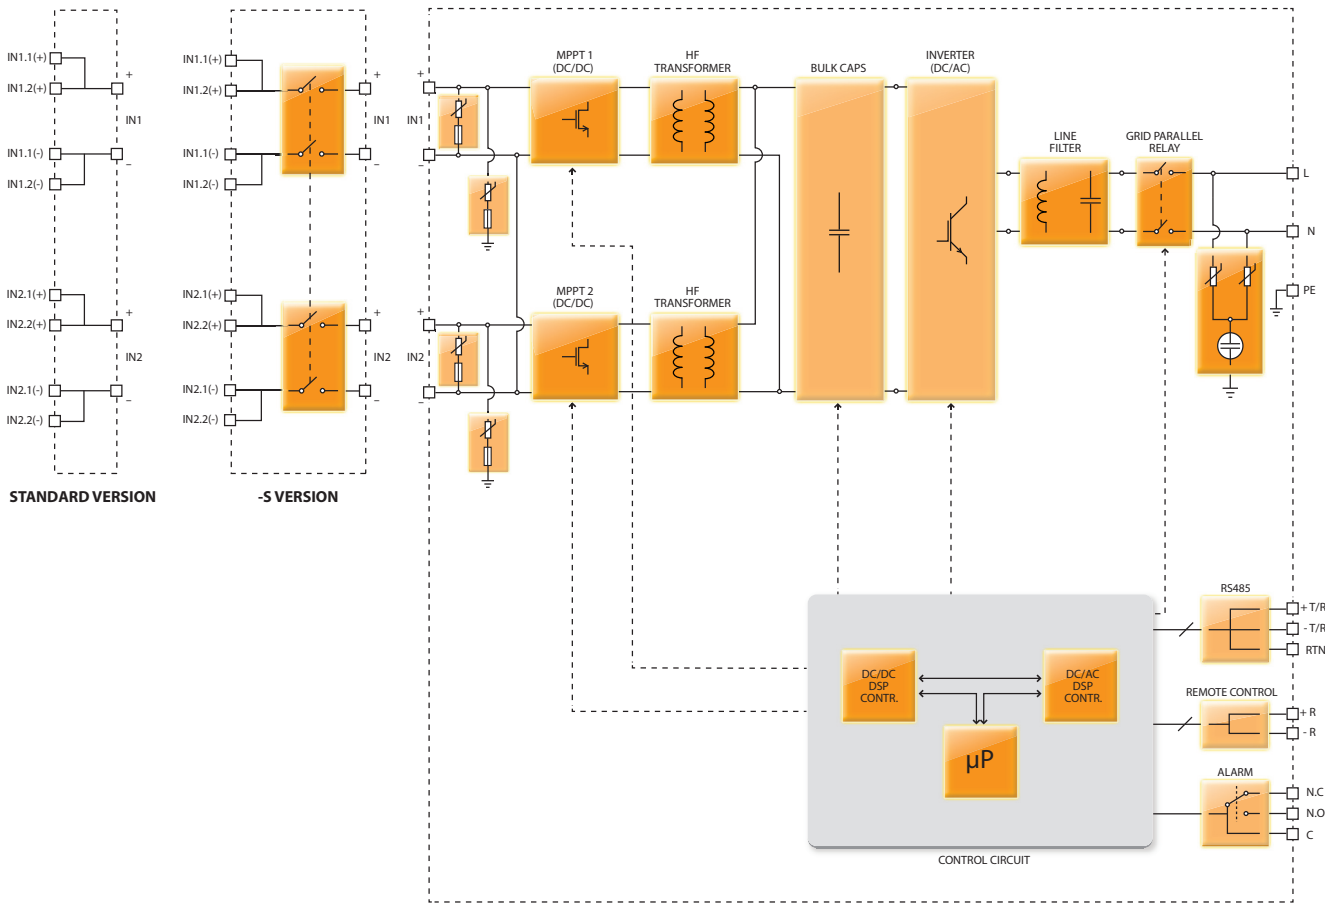 IN1.1(+)
IN1.2(+)
+
IN1
IN1.1(-)
IN1.2(-)
–
IN2.1(+)
IN2.2(+)
+
IN2
IN2.1(-)
IN2.2(-)
–
STANDARD VERSION
IN1.1(+)
IN1.2(+)
+
IN1
IN1.1(-)
IN1.2(-)
–
IN2.1(+)
IN2.2(+)
+
IN2
IN2.1(-)
IN2.2(-)
–
-S VERSION
+
IN1
–
+
IN2
–
MPPT 1
(DC/DC)
HF
TRANSFORMER
BULK CAPS
INVERTER
(DC/AC)
LINE
FILTER
GRID PARALLEL
RELAY
L
N
PE
MPPT 2
(DC/DC)
HF
TRANSFORMER
DC/DC
DSP
CONTR.
DC/AC
DSP
CONTR.
µP
CONTROL CIRCUIT
RS485
+ T/R
- T/R
RTN
REMOTE CONTROL
+ R
- R
ALARM
N.C
N.O
C